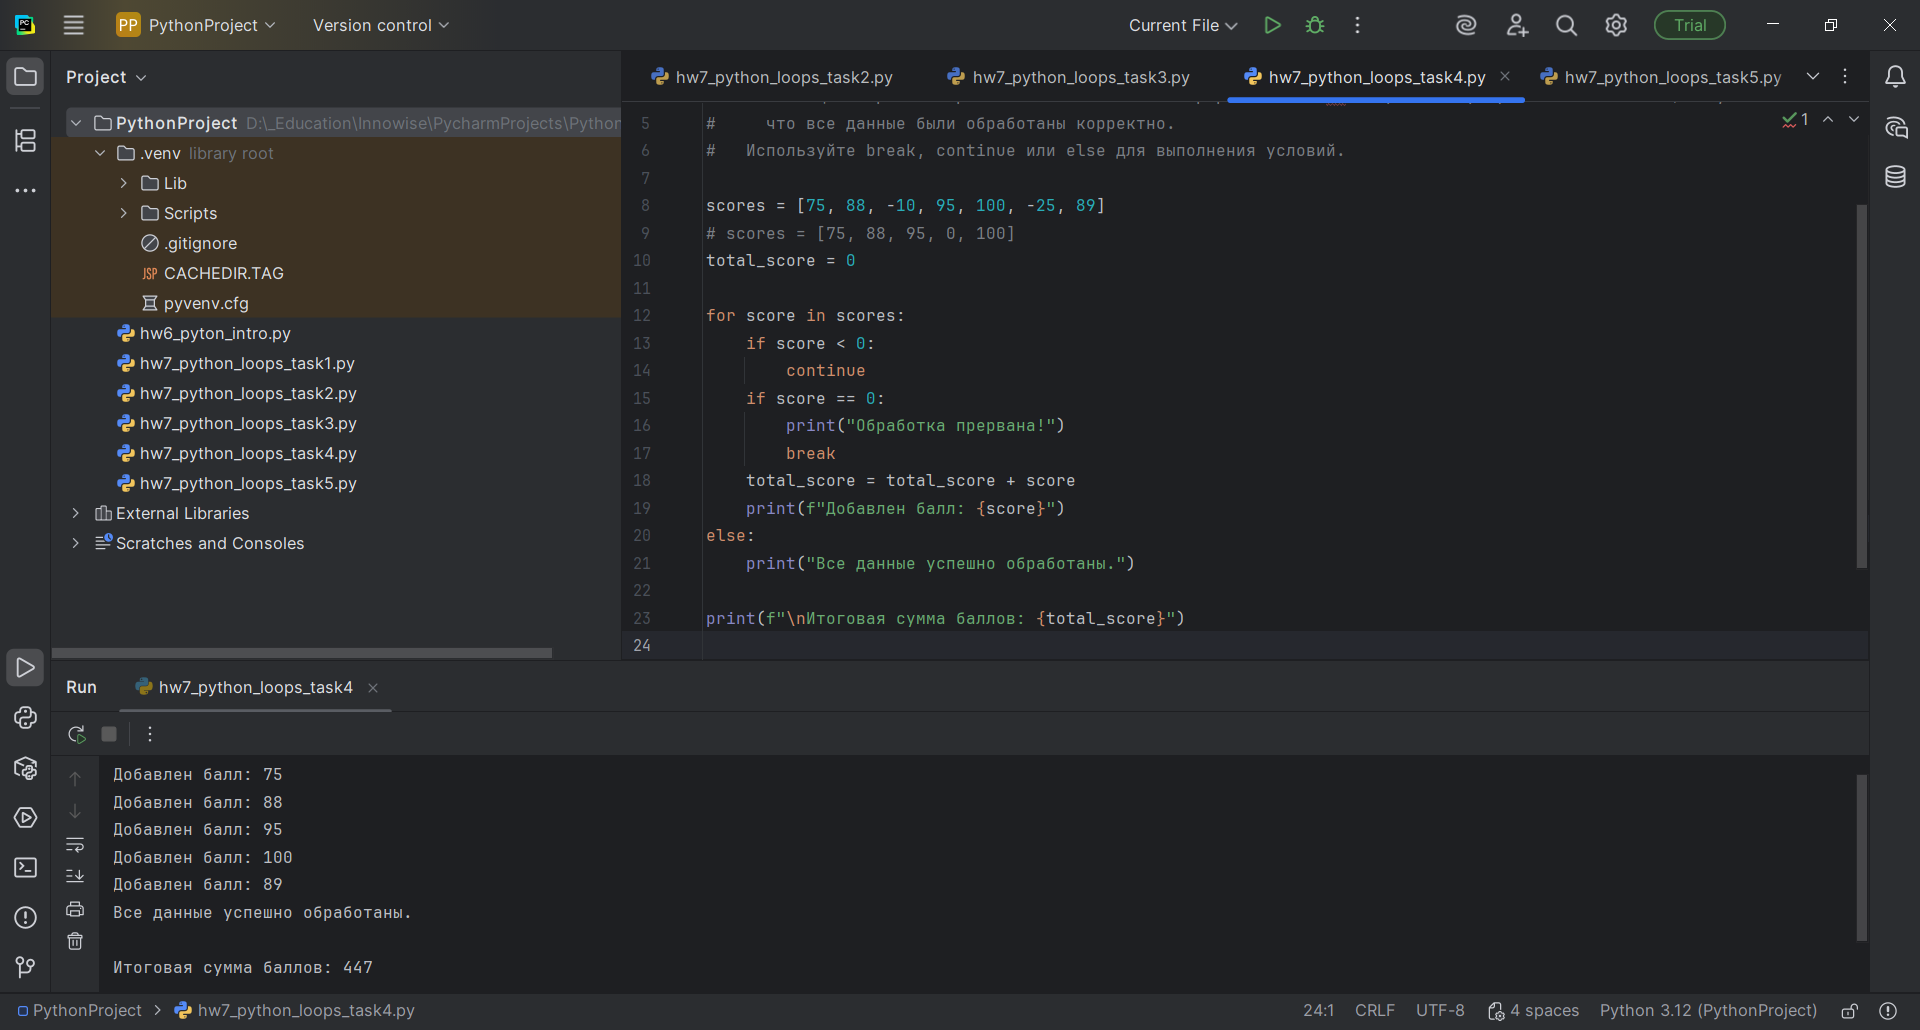 PC PP PythonProject Version control Current File Trial
Project
PythonProject D:\_Education\Innowise\PycharmProjects\Python
.venv library root
Lib
Scripts
.gitignore
JSP CACHEDIR.TAG
pyvenv.cfg
hw6_pyton_intro.py
hw7_python_loops_task1.py
hw7_python_loops_task2.py
hw7_python_loops_task3.py
hw7_python_loops_task4.py
hw7_python_loops_task5.py
External Libraries
Scratches and Consoles
hw7_python_loops_task2.py hw7_python_loops_task3.py hw7_python_loops_task4.py hw7_python_loops_task5.py
1
5 #     что все данные были обработаны корректно.
6 #   Используйте break, continue или else для выполнения условий.
7
8 scores = [75, 88, -10, 95, 100, -25, 89]
9 # scores = [75, 88, 95, 0, 100]
10 total_score = 0
11
12 for score in scores:
13     if score < 0:
14         continue
15     if score == 0:
16         print("Обработка прервана!")
17         break
18     total_score = total_score + score
19     print(f"Добавлен балл: {score}")
20 else:
21     print("Все данные успешно обработаны.")
22
23 print(f"\nИтоговая сумма баллов: {total_score}")
24
Run hw7_python_loops_task4
Добавлен балл: 75
Добавлен балл: 88
Добавлен балл: 95
Добавлен балл: 100
Добавлен балл: 89
Все данные успешно обработаны.
Итоговая сумма баллов: 447
PythonProject hw7_python_loops_task4.py 24:1 CRLF UTF-8 4 spaces Python 3.12 (PythonProject)